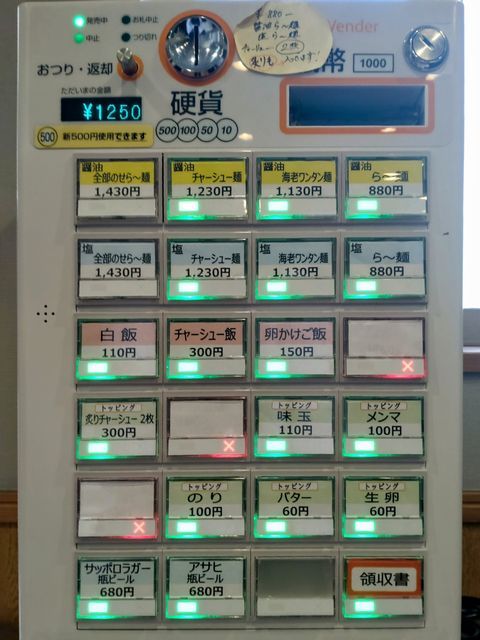 ¥880ー
Vender
発売中
お札中止
中止
つり切れ
おつり・返却
ただいまの金額
¥1250
硬貨
幣
1000
500 新500円使用できます
500 100 50 10
醤油
全部のせら〜麺
1,430円
醤油
チャーシュー麺
1,230円
醤油
海老ワンタン麺
1,130円
醤油
ら〜麺
880円
塩
全部のせら〜麺
1,430円
塩
チャーシュー麺
1,230円
塩
海老ワンタン麺
1,130円
塩
ら〜麺
880円
白飯
110円
チャーシュー飯
300円
卵かけご飯
150円
トッピング
炙りチャーシュー 2枚
300円
トッピング
味玉
110円
トッピング
メンマ
100円
トッピング
のり
100円
トッピング
バター
60円
トッピング
生卵
60円
サッポロラガー
瓶ビール
680円
アサヒ
瓶ビール
680円
領収書